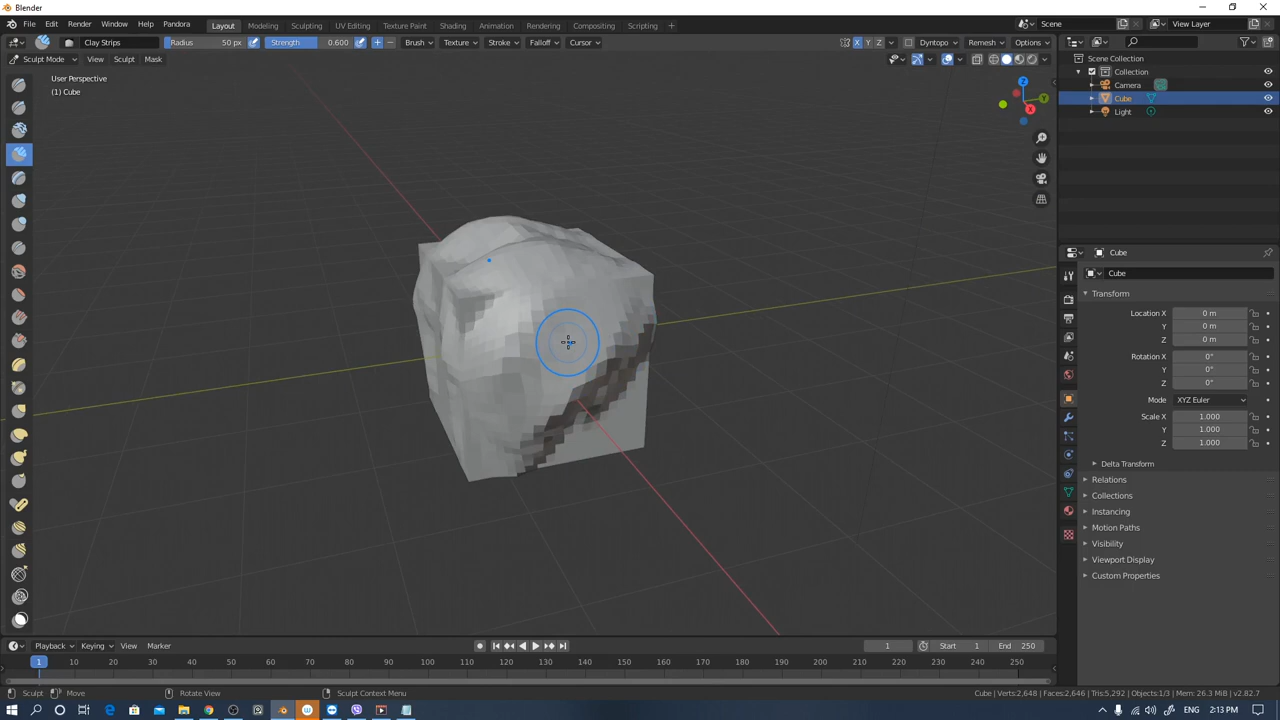 Blender
File Edit Render Window Help Pandora Layout Modeling Sculpting UV Editing Texture Paint Shading Animation Rendering Compositing Scripting + Scene View Layer
Clay Strips Radius 50 px Strength 0.600 Brush Texture Stroke Falloff Cursor X Y Z Dyntopo Remesh Options
Sculpt Mode View Sculpt Mask
User Perspective
(1) Cube
Z
Y
X
Scene Collection
Collection
Camera
Cube
Light
Cube
Cube
Transform
Location X 0 m
Y 0 m
Z 0 m
Rotation X 0°
Y 0°
Z 0°
Mode XYZ Euler
Scale X 1.000
Y 1.000
Z 1.000
Delta Transform
Relations
Collections
Instancing
Motion Paths
Visibility
Viewport Display
Custom Properties
Playback Keying View Marker 1 Start 1 End 250
1 10 20 30 40 50 60 70 80 90 100 110 120 130 140 150 160 170 180 190 200 210 220 230 240 250
Sculpt Move Rotate View Sculpt Context Menu Cube | Verts:2,648 | Faces:2,646 | Tris:5,292 | Objects:1/3 | Mem: 26.3 MiB | v2.82.7
2:13 PM